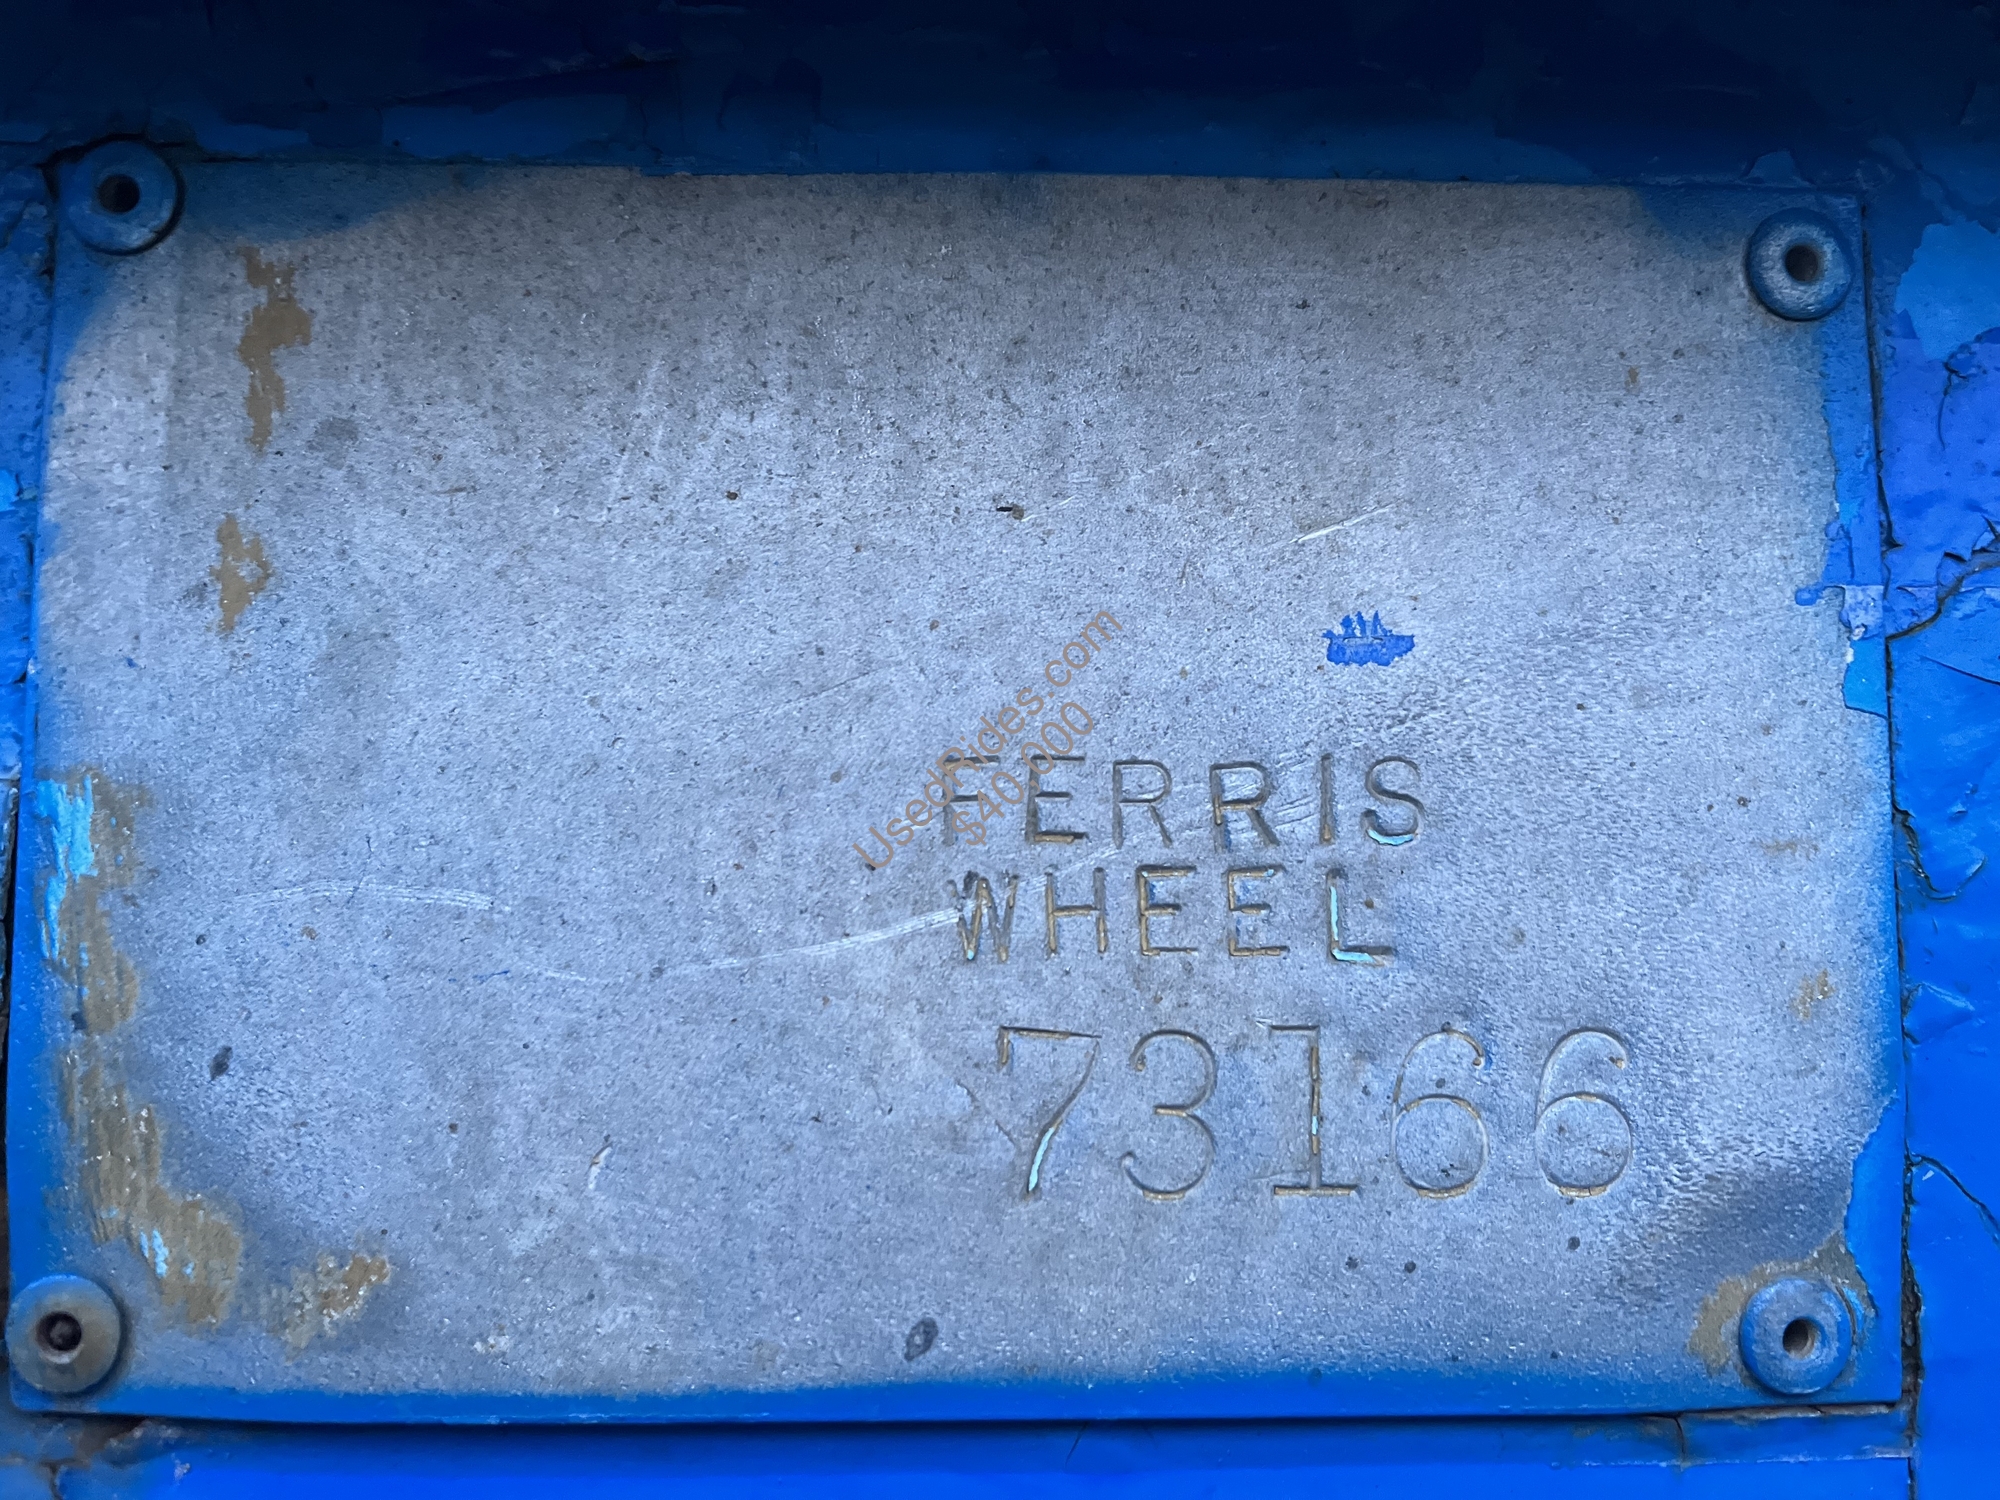 UsedRides.com
$40,000
FERRIS
WHEEL
73166